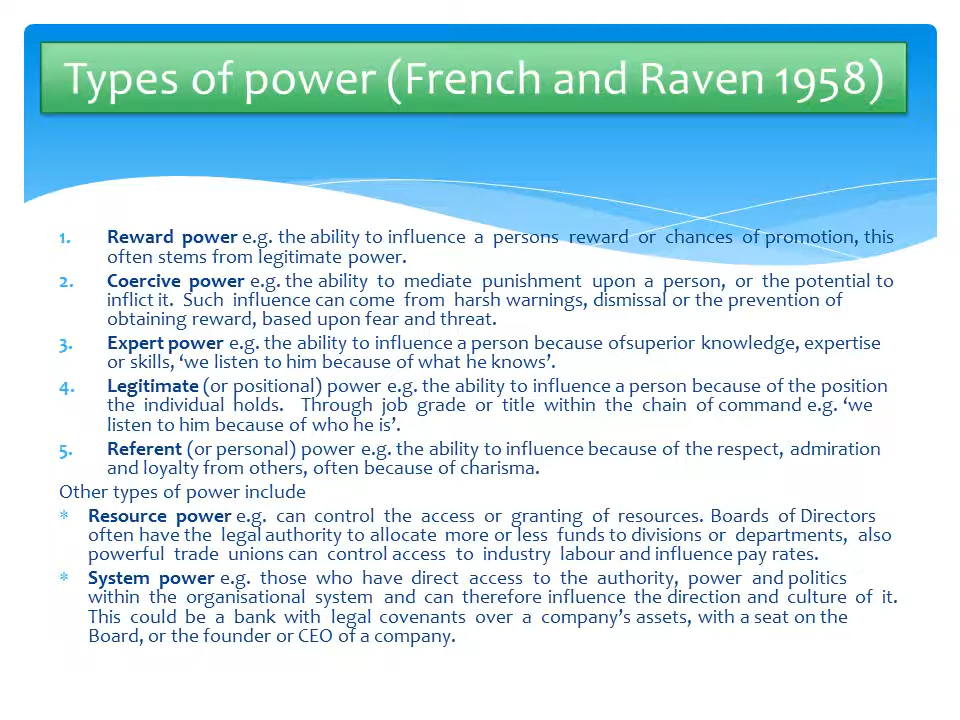 Types of power (French and Raven 1958)
1. Reward power e.g. the ability to influence a persons reward or chances of promotion, this
often stems from legitimate power.
2. Coercive power e.g. the ability to mediate punishment upon a person, or the potential to
inflict it. Such influence can come from harsh warnings, dismissal or the prevention of
obtaining reward, based upon fear and threat.
3. Expert power e.g. the ability to influence a person because ofsuperior knowledge, expertise
or skills, ‘we listen to him because of what he knows’.
4. Legitimate (or positional) power e.g. the ability to influence a person because of the position
the individual holds. Through job grade or title within the chain of command e.g. ‘we
listen to him because of who he is’.
5. Referent (or personal) power e.g. the ability to influence because of the respect, admiration
and loyalty from others, often because of charisma.
Other types of power include
* Resource power e.g. can control the access or granting of resources. Boards of Directors
often have the legal authority to allocate more or less funds to divisions or departments, also
powerful trade unions can control access to industry labour and influence pay rates.
* System power e.g. those who have direct access to the authority, power and politics
within the organisational system and can therefore influence the direction and culture of it.
This could be a bank with legal covenants over a company’s assets, with a seat on the
Board, or the founder or CEO of a company.